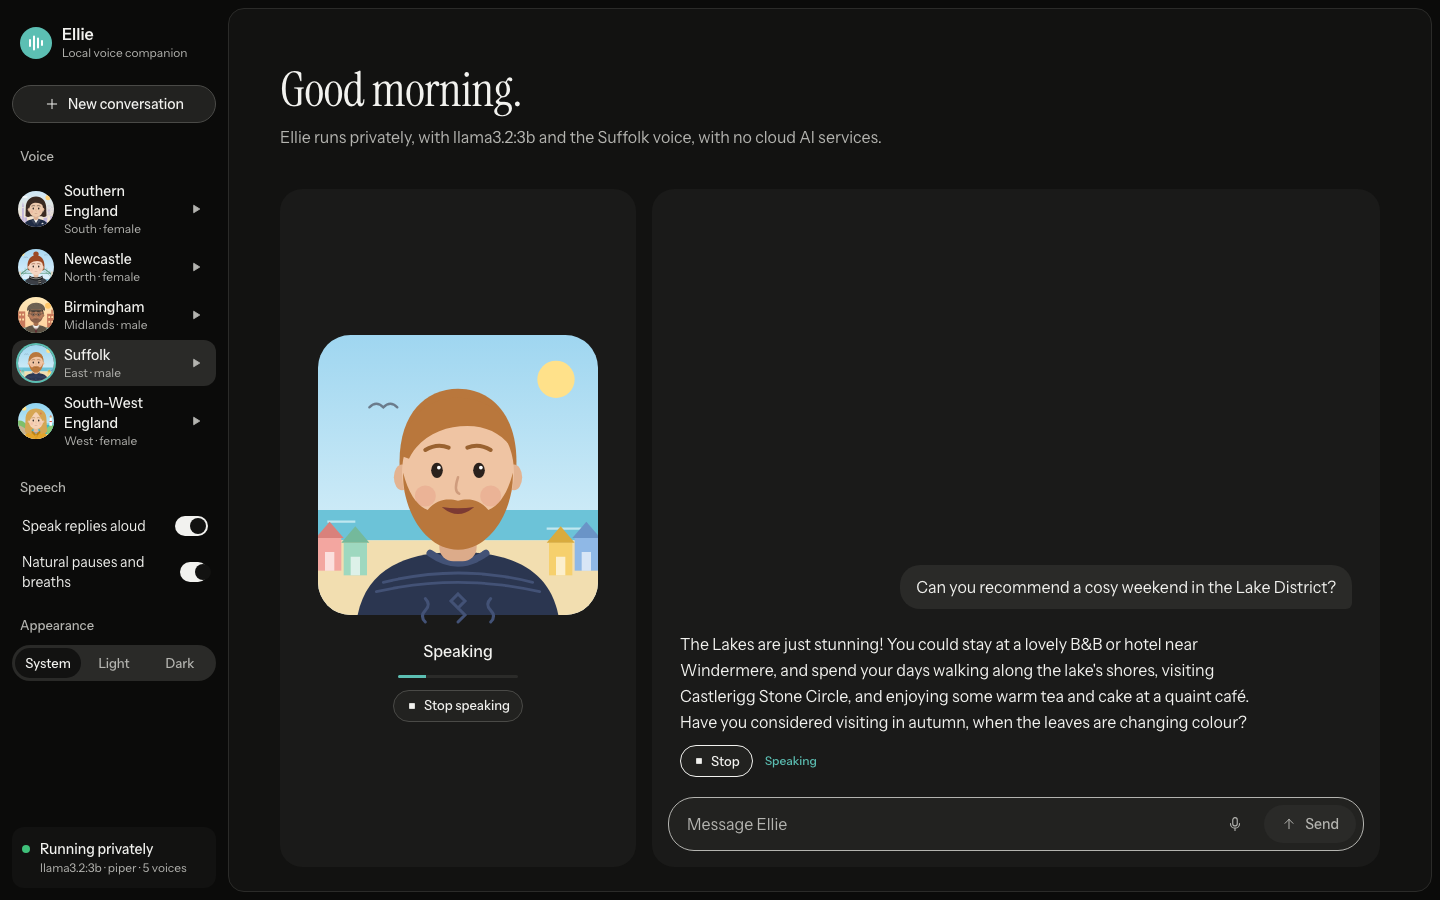 Ellie
Local voice companion
New conversation
Voice
Southern
England
South · female
Newcastle
North · female
Birmingham
Midlands · male
Suffolk
East · male
South-West
England
West · female
Speech
Speak replies aloud
Natural pauses and
breaths
Appearance
System Light Dark
Running privately
llama3.2:3b · piper · 5 voices
Good morning.
Ellie runs privately, with llama3.2:3b and the Suffolk voice, with no cloud AI services.
Speaking
Stop speaking
Can you recommend a cosy weekend in the Lake District?
The Lakes are just stunning! You could stay at a lovely B&B or hotel near
Windermere, and spend your days walking along the lake's shores, visiting
Castlerigg Stone Circle, and enjoying some warm tea and cake at a quaint café.
Have you considered visiting in autumn, when the leaves are changing colour?
Stop Speaking
Message Ellie Send